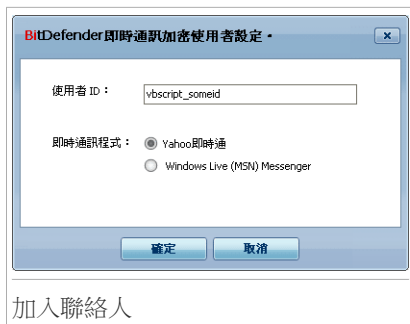 BitDefender即時通訊加密使用者設定。
使用者 ID：
vbscript_someid
即時通訊程式：
Yahoo即時通
Windows Live (MSN) Messenger
確定
取消
加入聯絡人